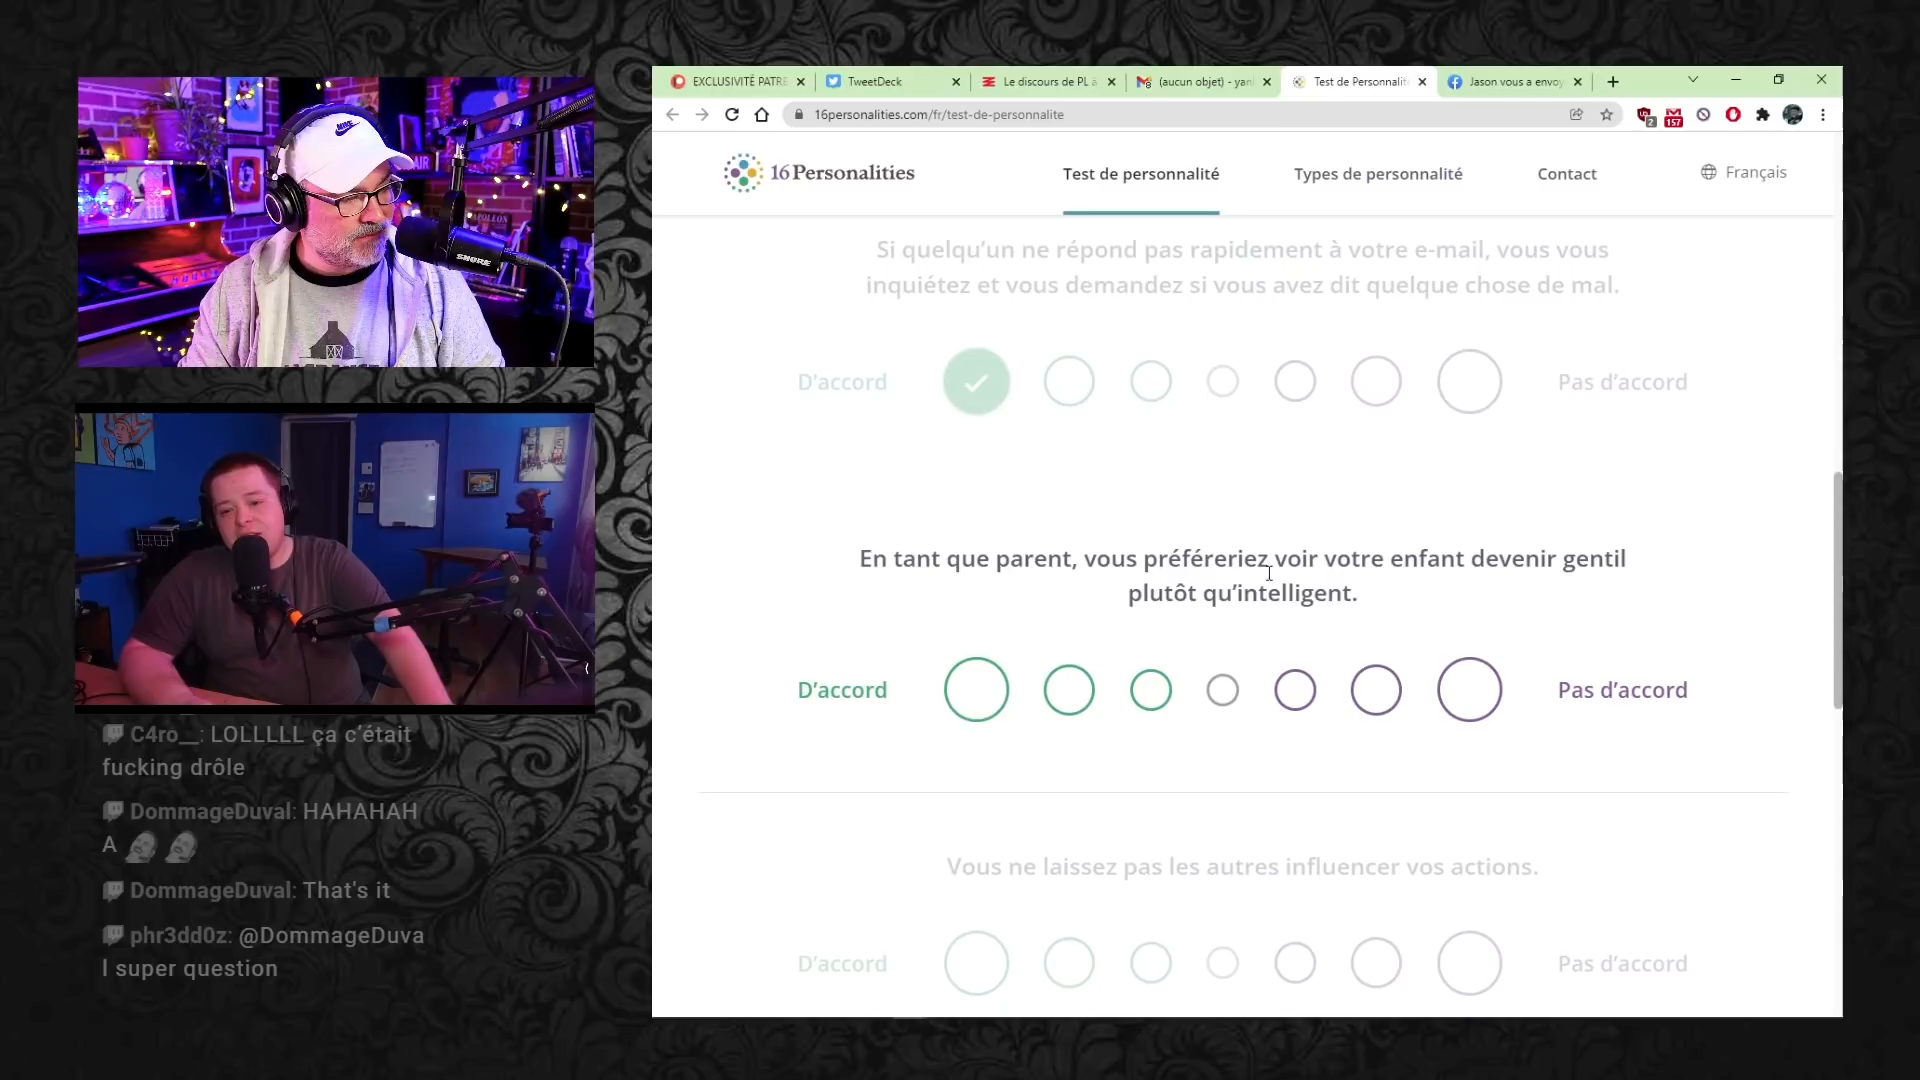 EXCLUSIVITÉ PATRE
TweetDeck
Le discours de PL à
(aucun objet) - yani
Test de Personnalit
Jason vous a envoy
16personalities.com/fr/test-de-personnalite
2
157
16Personalities
Test de personnalité
Types de personnalité
Contact
Français
Si quelqu’un ne répond pas rapidement à votre e-mail, vous vous
inquiétez et vous demandez si vous avez dit quelque chose de mal.
D’accord
Pas d’accord
En tant que parent, vous préféreriez voir votre enfant devenir gentil
plutôt qu’intelligent.
D’accord
Pas d’accord
Vous ne laissez pas les autres influencer vos actions.
D’accord
Pas d’accord
AIR
SHURE
C4ro__: LOLLLLL ça c’était
fucking drôle
DommageDuval: HAHAHAH
A
DommageDuval: That's it
phr3dd0z: @DommageDuva
l super question